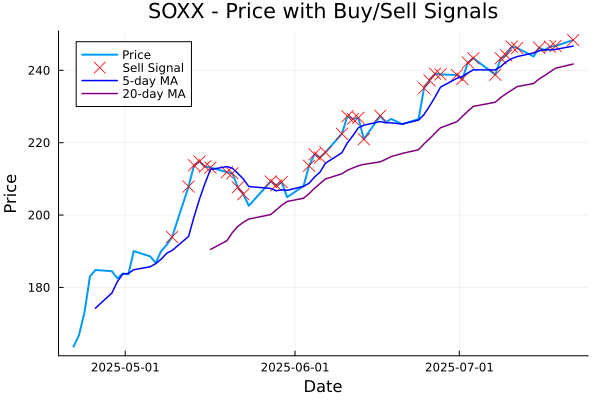 SOXX - Price with Buy/Sell Signals
Price
Sell Signal
5-day MA
20-day MA
240
220
200
180
Price
2025-05-01
2025-06-01
2025-07-01
Date